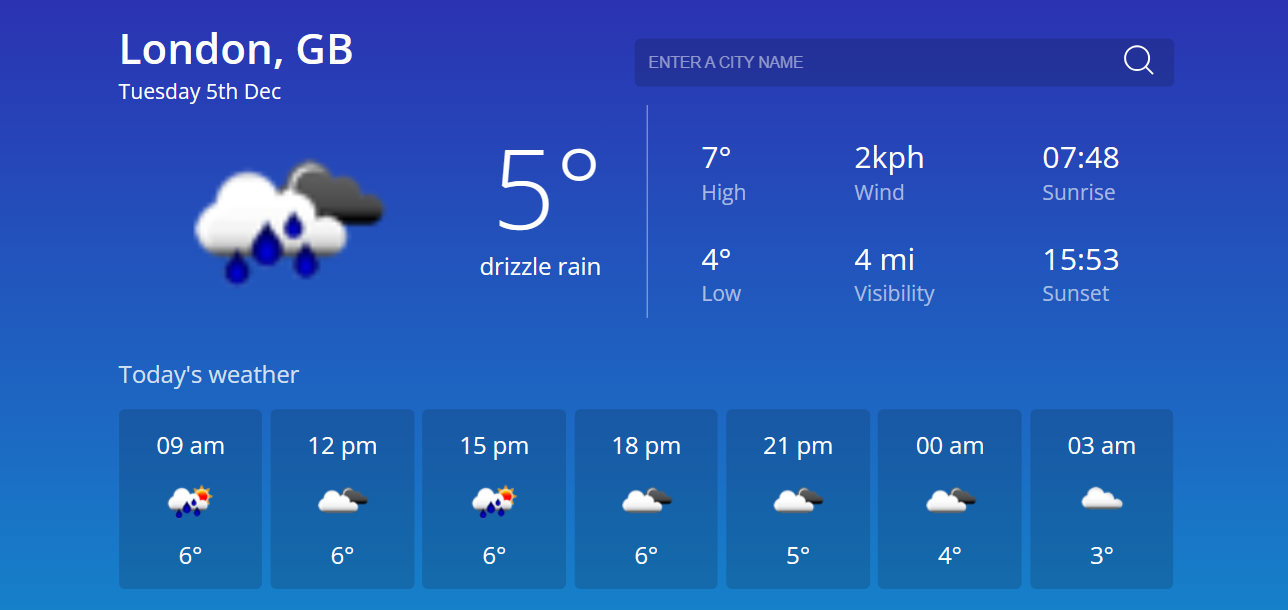 London, GB
Tuesday 5th Dec
ENTER A CITY NAME
5°
drizzle rain
7°
High
2kph
Wind
07:48
Sunrise
4°
Low
4 mi
Visibility
15:53
Sunset
Today's weather
09 am
6°
12 pm
6°
15 pm
6°
18 pm
6°
21 pm
5°
00 am
4°
03 am
3°